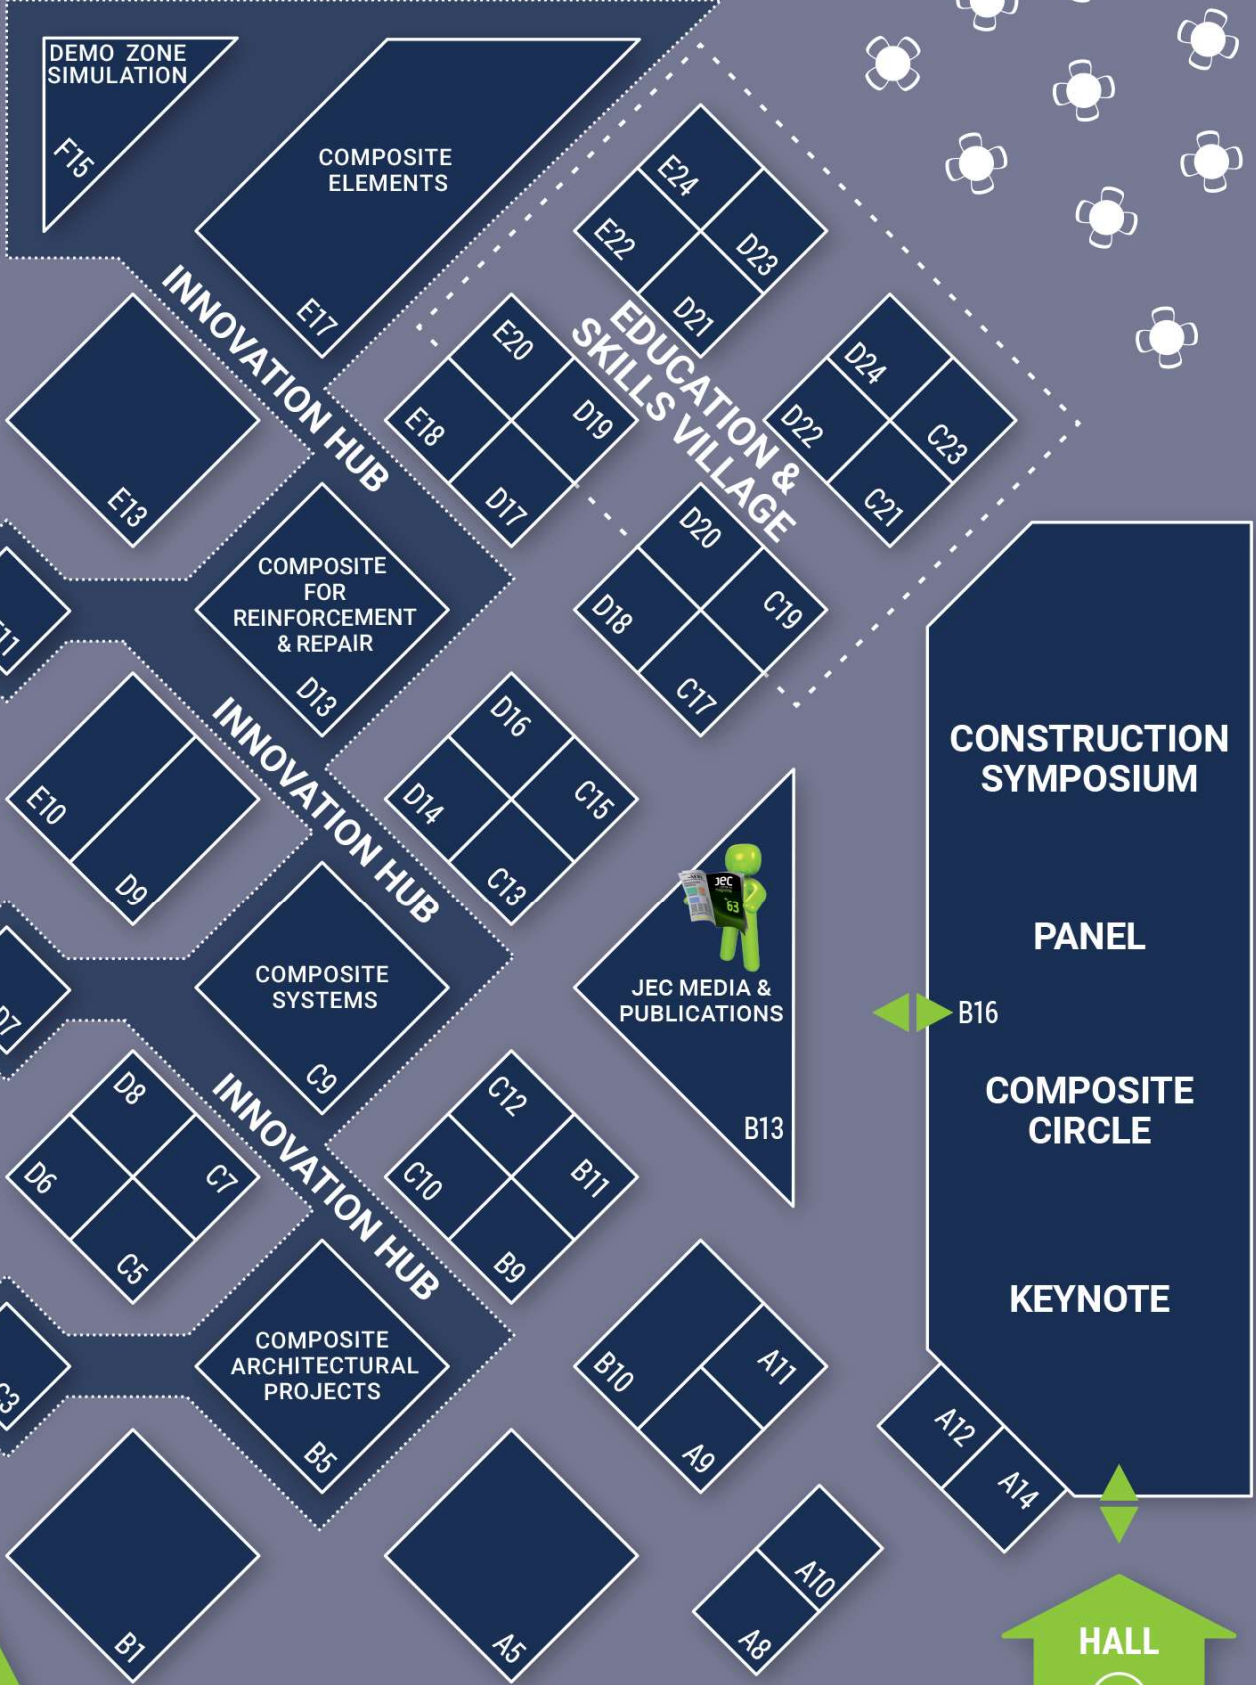 DEMO ZONE
SIMULATION
F15
COMPOSITE
ELEMENTS
E17
E24
E22
D23
D21
INNOVATION HUB
E13
E20
E18
D19
D17
EDUCATION &
SKILLS VILLAGE
D24
D22
C23
C21
COMPOSITE
FOR
REINFORCEMENT
& REPAIR
D13
D20
D18
C19
C17
E10
D9
INNOVATION HUB
D16
D14
C15
C13
CONSTRUCTION
SYMPOSIUM
PANEL
B16
COMPOSITE
CIRCLE
KEYNOTE
JEC
63
JEC MEDIA &
PUBLICATIONS
B13
D7
COMPOSITE
SYSTEMS
C9
D8
D6
C7
C5
INNOVATION HUB
C12
C10
B11
B9
C3
COMPOSITE
ARCHITECTURAL
PROJECTS
B5
B10
A11
A9
A12
A14
B1
A5
A10
A8
HALL